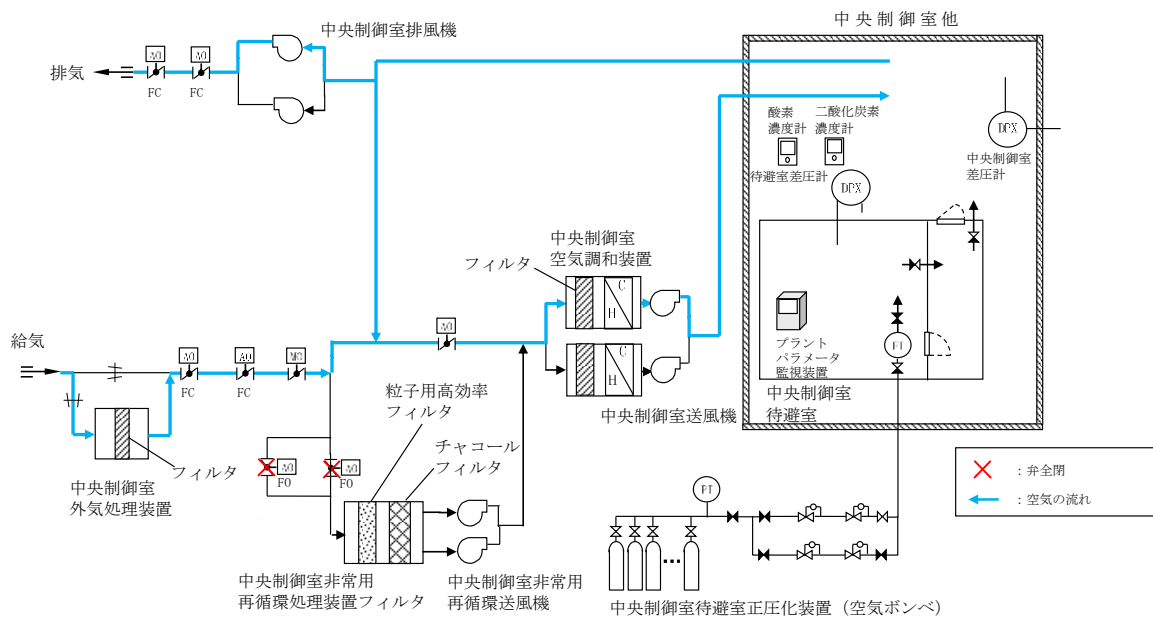 中央制御室他
中央制御室排風機
AO
AO
排気
FC
FC
酸素
濃度計
二酸化炭素
濃度計
DPX
中央制御室
差圧計
待避室差圧計
DPX
中央制御室
空気調和装置
フィルタ
C
H
AO
給気
AO
AO
MO
FC
FC
C
H
FI
プラント
パラメータ
監視装置
中央制御室
待避室
粒子用高効率
フィルタ
中央制御室送風機
チャコール
フィルタ
フィルタ
AO
FO
AO
FO
中央制御室
外気処理装置
×
:弁全閉
:空気の流れ
PI
中央制御室非常用
再循環処理装置フィルタ
中央制御室非常用
再循環送風機
中央制御室待避室正圧化装置(空気ボンベ)